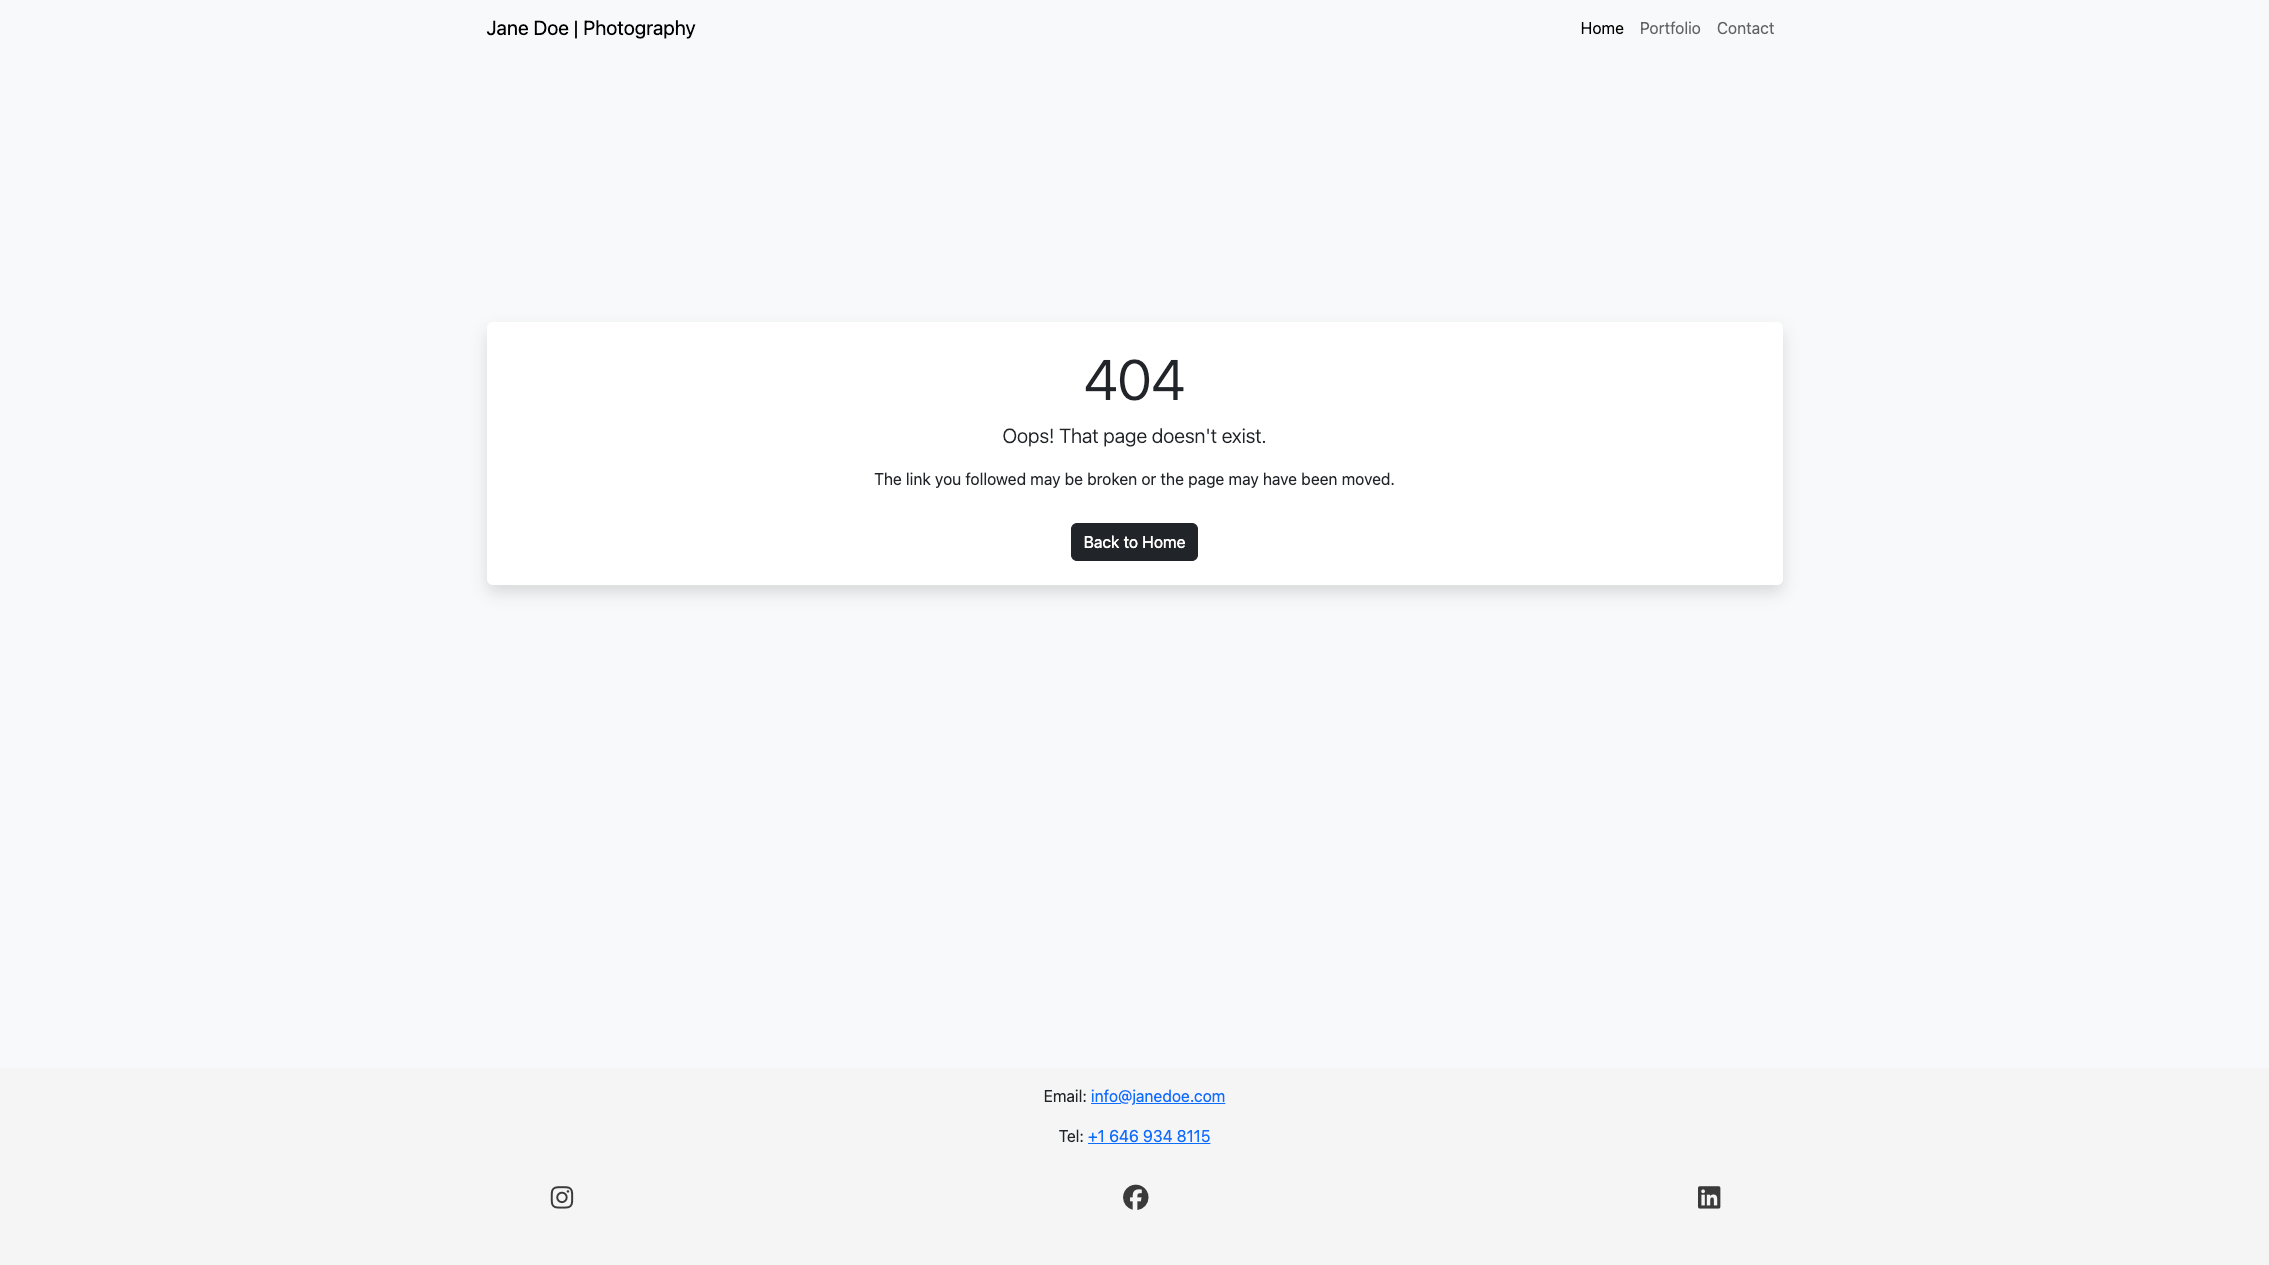 Jane Doe | Photography
Home Portfolio Contact
404
Oops! That page doesn't exist.
The link you followed may be broken or the page may have been moved.
Back to Home
Email: info@janedoe.com
Tel: +1 646 934 8115